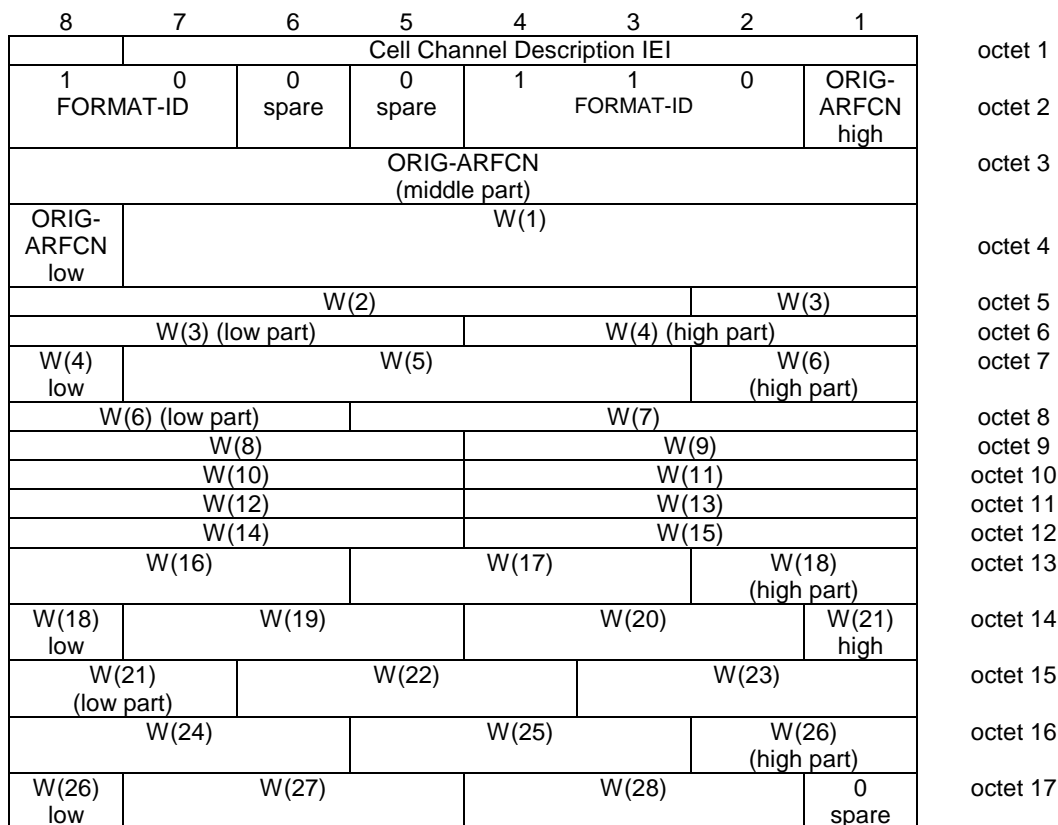 8 7 6 5 4 3 2 1
Cell Channel Description IEI octet 1
1 0 0 0 1 1 0 ORIG-
FORMAT-ID spare spare FORMAT-ID ARFCN octet 2
high
ORIG-ARFCN octet 3
(middle part)
ORIG- W(1)
ARFCN octet 4
low
W(2) W(3) octet 5
W(3) (low part) W(4) (high part) octet 6
W(4) W(5) W(6) octet 7
low (high part)
W(6) (low part) W(7) octet 8
W(8) W(9) octet 9
W(10) W(11) octet 10
W(12) W(13) octet 11
W(14) W(15) octet 12
W(16) W(17) W(18) octet 13
(high part)
W(18) W(19) W(20) W(21) octet 14
low high
W(21) W(22) W(23) octet 15
(low part)
W(24) W(25) W(26) octet 16
(high part)
W(26) W(27) W(28) 0 octet 17
low spare